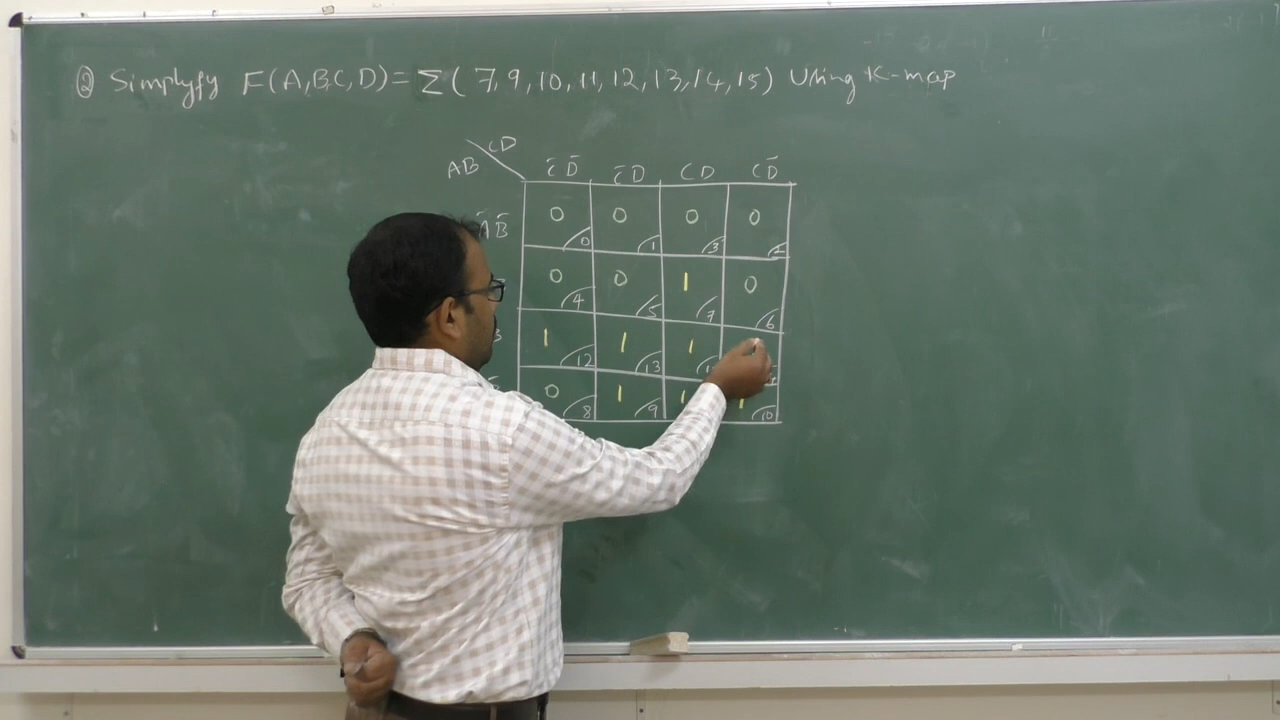 ② Simplyfy F(A,B,C,D)= Σ( 7,9,10,11,12,13,14,15) Using K-map
CD
AB C̄D̄ C̄D CD CD̄
ĀB̄ 0 0 0 1 0 3 0 2
0 4 0 5 1 7 0 6
1 12 1 13 1
0 8 1 9 1 1 10